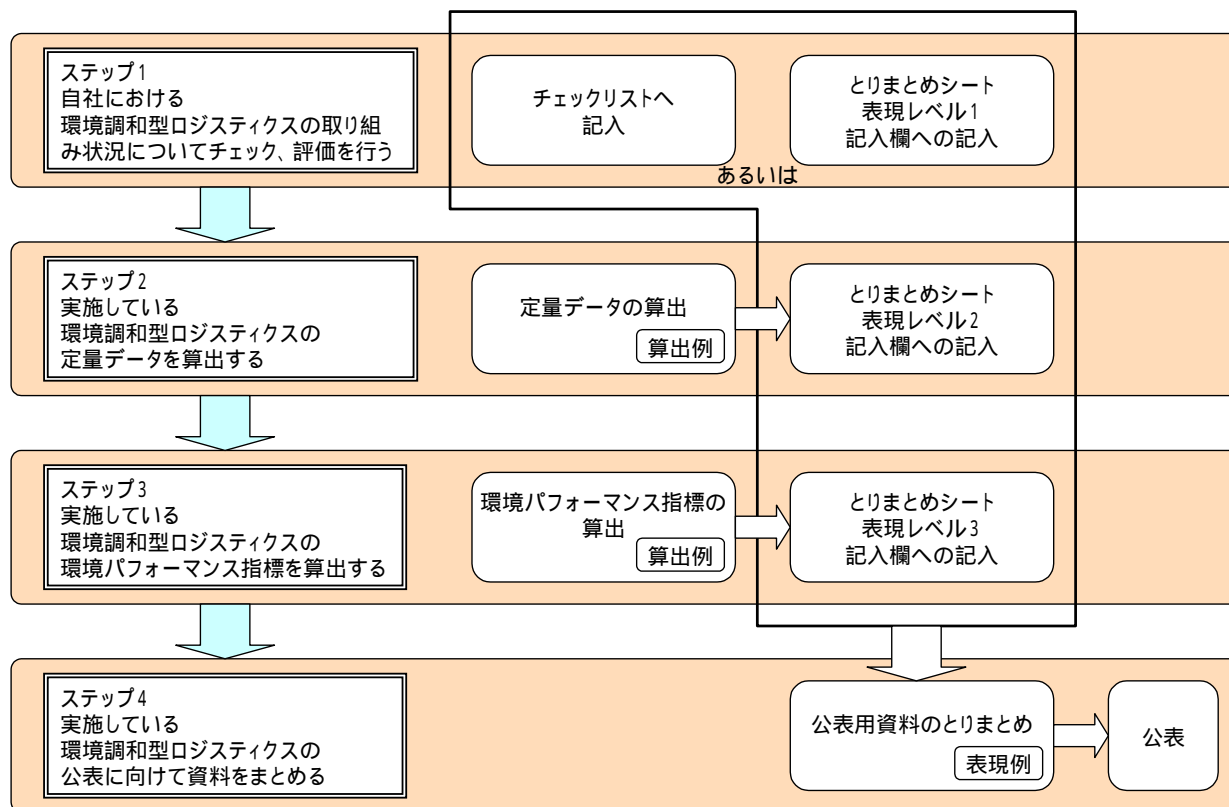 ステップ1
自社における
環境調和型ロジスティクスの取り組
み状況についてチェック、評価を行う
チェックリストへ
記入
とりまとめシート
表現レベル1
記入欄への記入
あるいは
ステップ2
実施している
環境調和型ロジスティクスの
定量データを算出する
定量データの算出
算出例
とりまとめシート
表現レベル2
記入欄への記入
ステップ3
実施している
環境調和型ロジスティクスの
環境パフォーマンス指標を算出する
環境パフォーマンス指標の
算出
算出例
とりまとめシート
表現レベル3
記入欄への記入
ステップ4
実施している
環境調和型ロジスティクスの
公表に向けて資料をまとめる
公表用資料のとりまとめ
表現例
公表